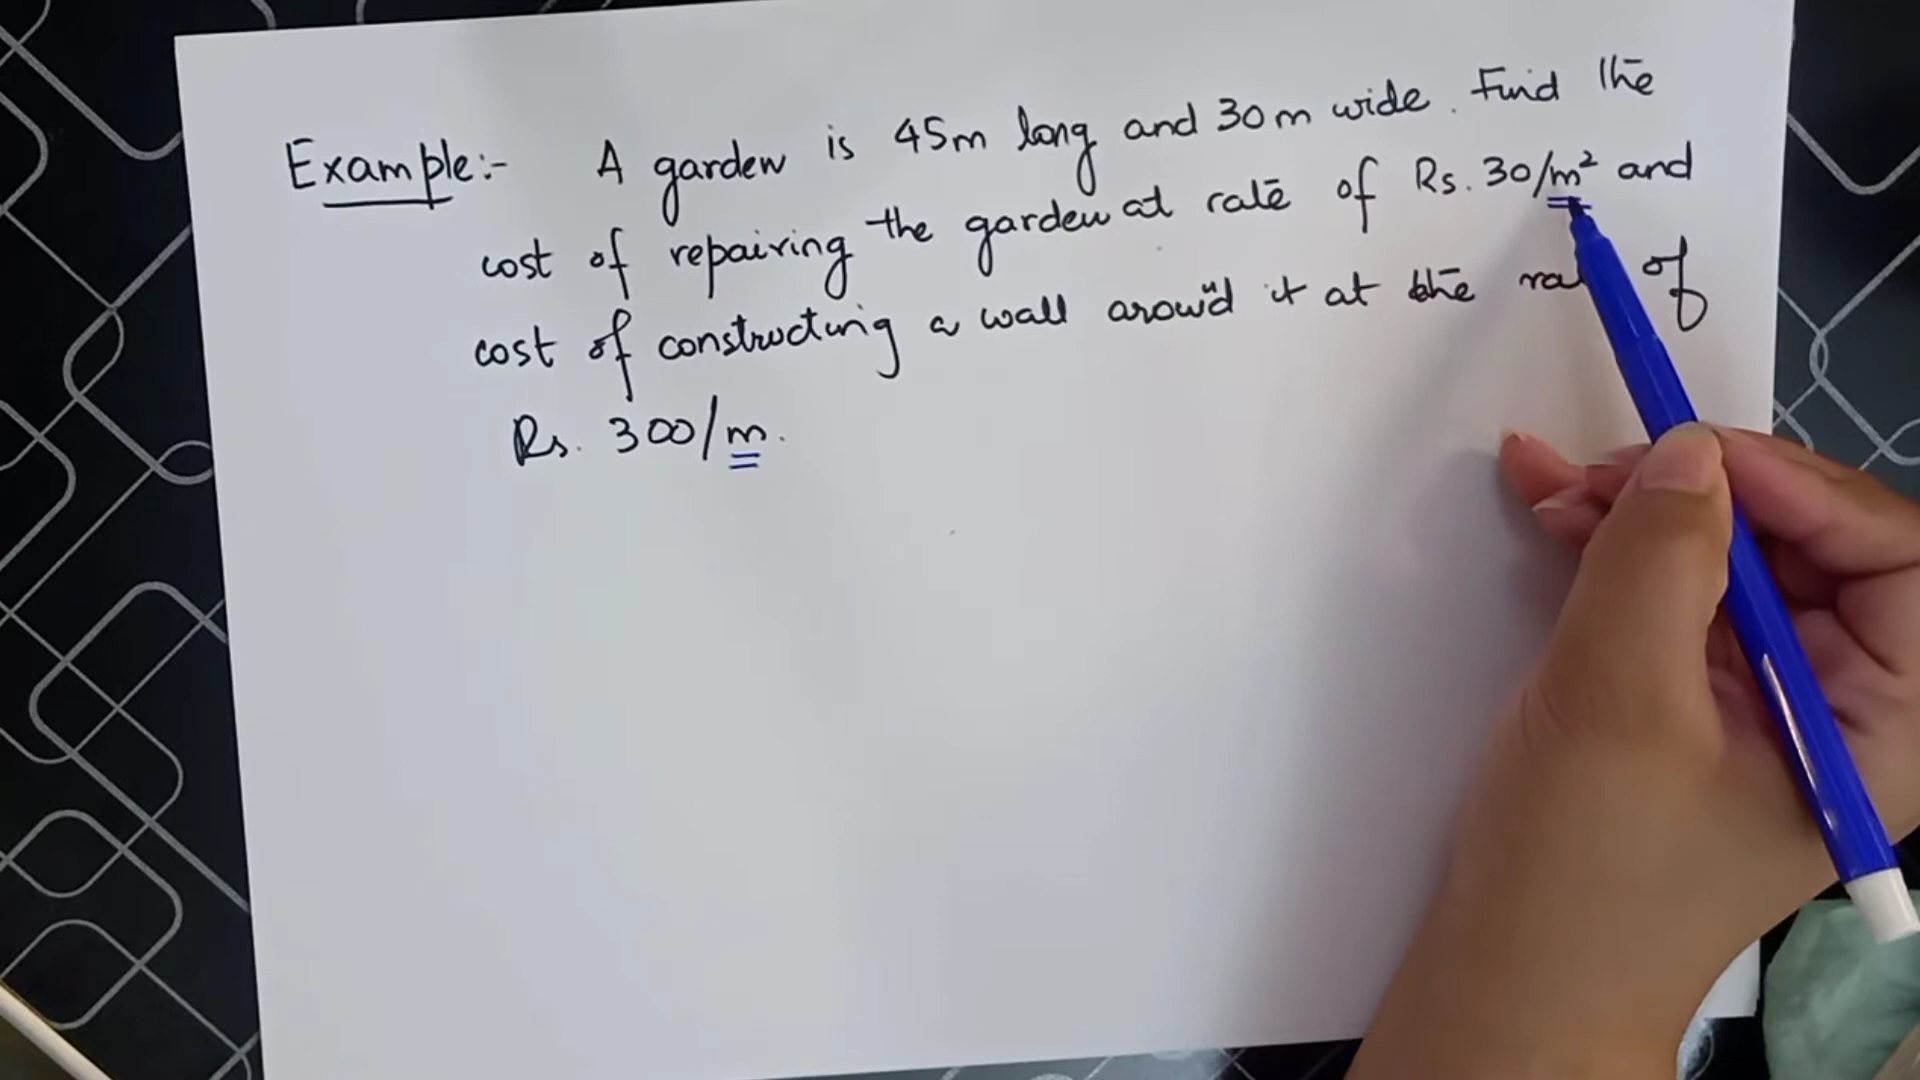 Example:- A garden is 45m long and 30m wide. Find the
cost of repairing the garden at rate of Rs. 30/m² and
cost of constructing a wall around it at the of
Rs. 300/m.